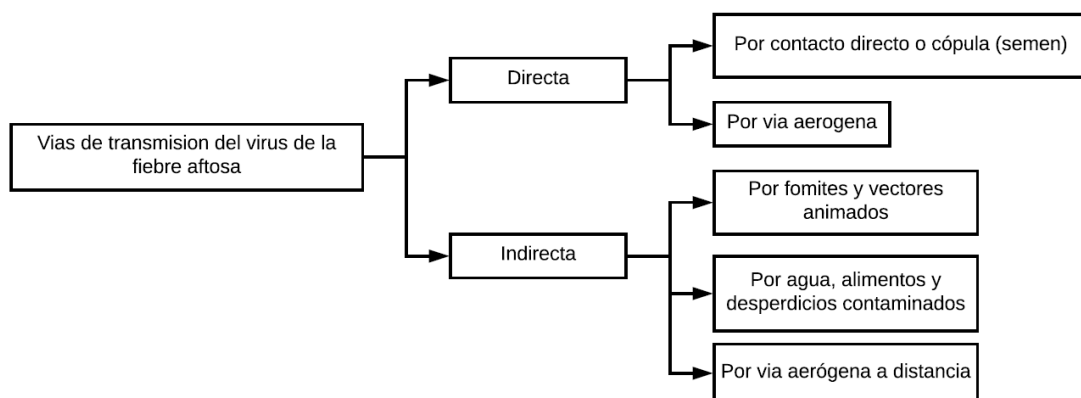 Vias de transmision del virus de la
fiebre aftosa
Directa
Por contacto directo o cópula (semen)
Por via aerogena
Indirecta
Por fomites y vectores
animados
Por agua, alimentos y
desperdicios contaminados
Por via aerógena a distancia